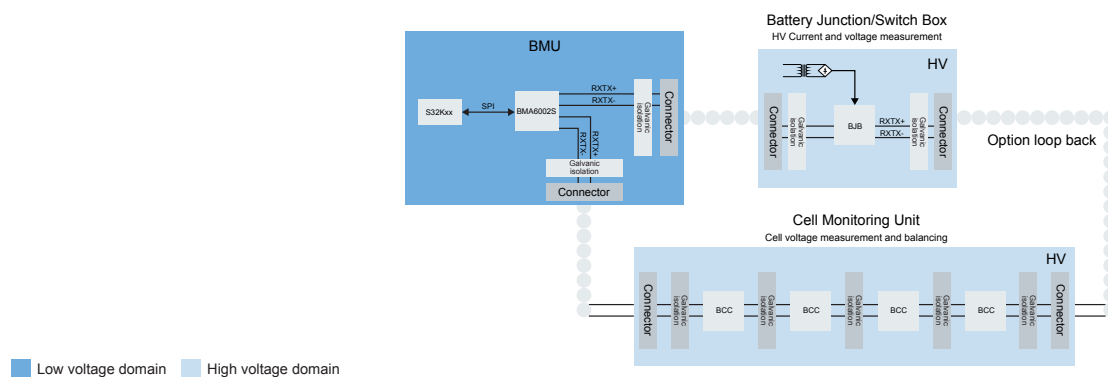 BMU
S32Kxx
SPI
BMA6002S
RXTX+
RXTX-
Galvanic
isolation
Connector
RXTX-
RXTX+
Galvanic
isolation
Connector
Battery Junction/Switch Box
HV Current and voltage measurement
HV
Connector
Galvanic
isolation
BJB
RXTX+
RXTX-
Galvanic
isolation
Connector
Option loop back
Cell Monitoring Unit
Cell voltage measurement and balancing
HV
Connector
Galvanic
isolation
BCC
Galvanic
isolation
BCC
Galvanic
isolation
BCC
Galvanic
isolation
BCC
Galvanic
isolation
Connector
Low voltage domain
High voltage domain